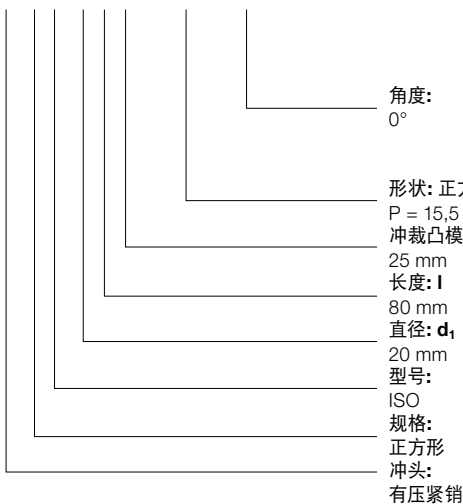 角度:
0°
形状: 正
P = 15,5
冲裁凸模
25 mm
长度: l
80 mm
直径: d₁
20 mm
型号:
ISO
规格:
正方形
冲头:
有压紧销